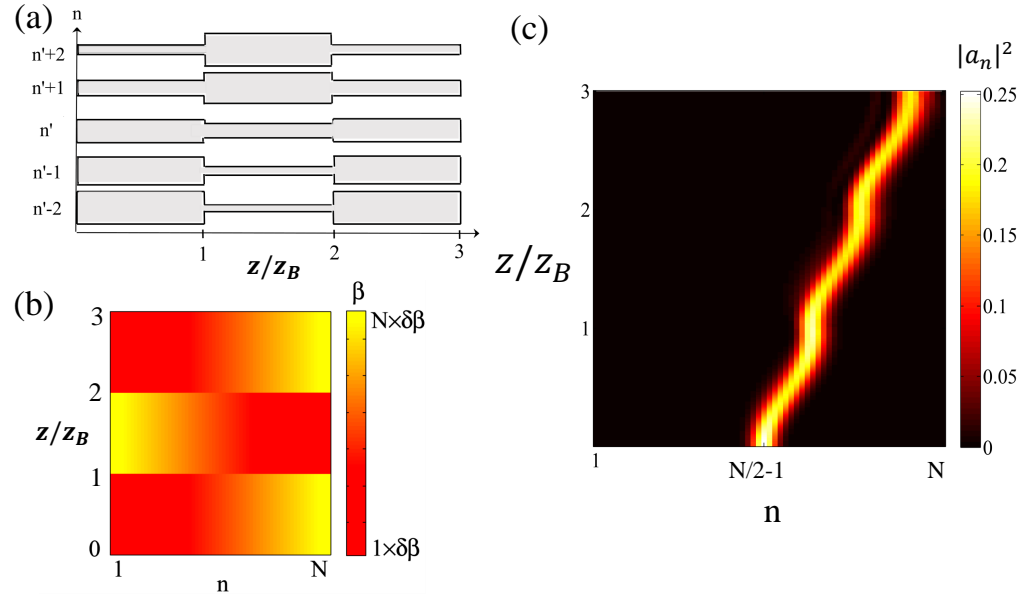 (a)
n
n'+2
n'+1
n'
n'-1
n'-2
1
2
3
z/z_B
(b)
β
N×δβ
1×δβ
3
2
z/z_B
1
0
1
N
n
(c)
|a_n|²
3
2
z/z_B
1
1
N/2-1
N
n
0.25
0.2
0.15
0.1
0.05
0